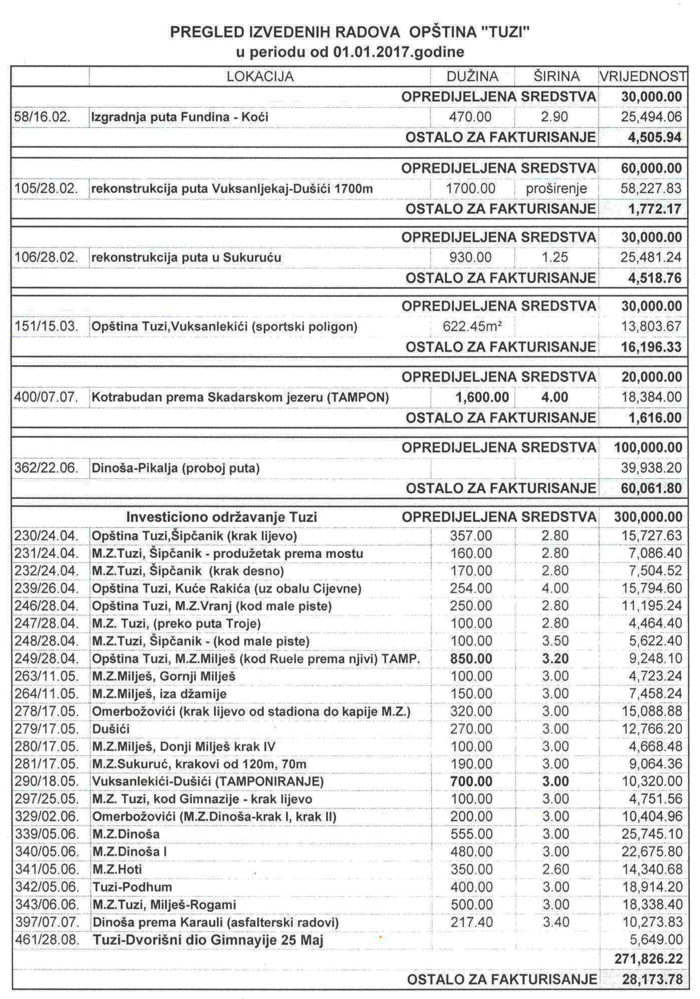 PREGLED IZVEDENIH RADOVA OPŠTINA "TUZI"
u periodu od 01.01.2017.godine
LOKACIJA DUŽINA ŠIRINA VRIJEDNOST
OPREDIJELJENA SREDSTVA 30,000.00
58/16.02. Izgradnja puta Fundina - Koći 470.00 2.90 25,494.06
OSTALO ZA FAKTURISANJE 4,505.94
OPREDIJELJENA SREDSTVA 60,000.00
105/28.02. rekonstrukcija puta Vuksanljekaj-Dušići 1700m 1700.00 proširenje 58,227.83
OSTALO ZA FAKTURISANJE 1,772.17
OPREDIJELJENA SREDSTVA 30,000.00
106/28.02. rekonstrukcija puta u Sukuruću 930.00 1.25 25,481.24
OSTALO ZA FAKTURISANJE 4,518.76
OPREDIJELJENA SREDSTVA 30,000.00
151/15.03. Opština Tuzi,Vuksanlekići (sportski poligon) 622.45m² 13,803.67
OSTALO ZA FAKTURISANJE 16,196.33
OPREDIJELJENA SREDSTVA 20,000.00
400/07.07. Kotrabudan prema Skadarskom jezeru (TAMPON) 1,600.00 4.00 18,384.00
OSTALO ZA FAKTURISANJE 1,616.00
OPREDIJELJENA SREDSTVA 100,000.00
362/22.06. Dinoša-Pikalja (proboj puta) 39,938.20
OSTALO ZA FAKTURISANJE 60,061.80
Investiciono održavanje Tuzi OPREDIJELJENA SREDSTVA 300,000.00
230/24.04. Opština Tuzi,Šipčanik (krak lijevo) 357.00 2.80 15,727.63
231/24.04. M.Z.Tuzi, Šipčanik - produžetak prema mostu 160.00 2.80 7,086.40
232/24.04. M.Z.Tuzi, Šipčanik (krak desno) 170.00 2.80 7,504.52
239/26.04. Opština Tuzi, Kuće Rakića (uz obalu Cijevne) 254.00 4.00 15,794.60
246/28.04. Opština Tuzi, M.Z.Vranj (kod male piste) 250.00 2.80 11,195.24
247/28.04. M.Z. Tuzi, (preko puta Troje) 100.00 2.80 4,464.40
248/28.04. M.Z.Tuzi, Šipčanik - (kod male piste) 100.00 3.50 5,622.40
249/28.04. Opština Tuzi, M.Z.Milješ (kod Ruele prema njivi) TAMP. 850.00 3.20 9,248.10
263/11.05. M.Z.Milješ, Gornji Milješ 100.00 3.00 4,723.24
264/11.05. M.Z.Milješ, iza džamije 150.00 3.00 7,458.24
278/17.05. Omerbožovići (krak lijevo od stadiona do kapije M.Z.) 320.00 3.00 15,088.88
279/17.05. Dušići 270.00 3.00 12,766.20
280/17.05. M.Z.Milješ, Donji Milješ krak IV 100.00 3.00 4,668.48
281/17.05. M.Z.Sukuruć, krakovi od 120m, 70m 190.00 3.00 9,064.36
290/18.05. Vuksanlekići-Dušići (TAMPONIRANJE) 700.00 3.00 10,320.00
297/25.05. M.Z. Tuzi, kod Gimnazije - krak lijevo 100.00 3.00 4,751.56
329/02.06. Omerbožovići (M.Z.Dinoša-krak I, krak II) 200.00 3.00 10,404.96
339/05.06. M.Z.Dinoša 555.00 3.00 25,745.10
340/05.06. M.Z.Dinoša I 480.00 3.00 22,675.80
341/05.06. M.Z.Hoti 350.00 2.60 14,340.68
342/05.06. Tuzi-Podhum 400.00 3.00 18,914.20
343/06.06. M.Z.Tuzi, Milješ-Rogami 500.00 3.00 18,338.40
397/07.07. Dinoša prema Karauli (asfalterski radovi) 217.40 3.40 10,273.83
461/28.08. Tuzi-Dvorišni dio Gimnayije 25 Maj 5,649.00
271,826.22
OSTALO ZA FAKTURISANJE 28,173.78